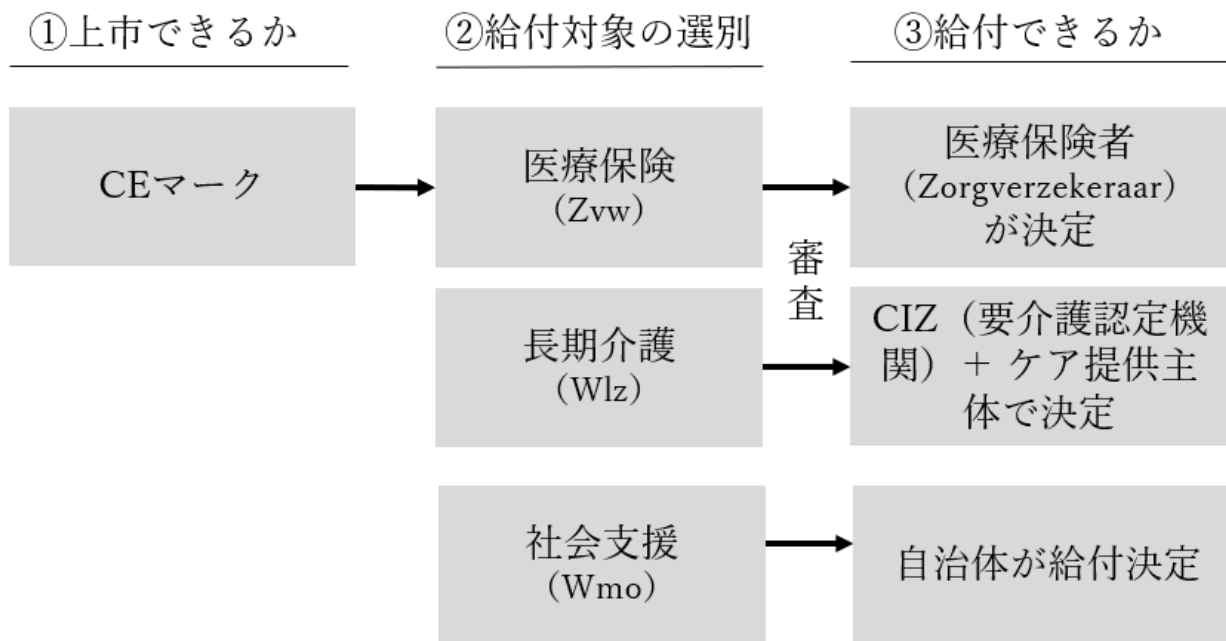 ①上市できるか
②給付対象の選別
③給付できるか
CEマーク
医療保険
（Zvw）
医療保険者
（Zorgverzekeraar）
が決定
審
査
長期介護
（Wlz）
CIZ（要介護認定機
関）＋ ケア提供主
体で決定
社会支援
（Wmo）
自治体が給付決定